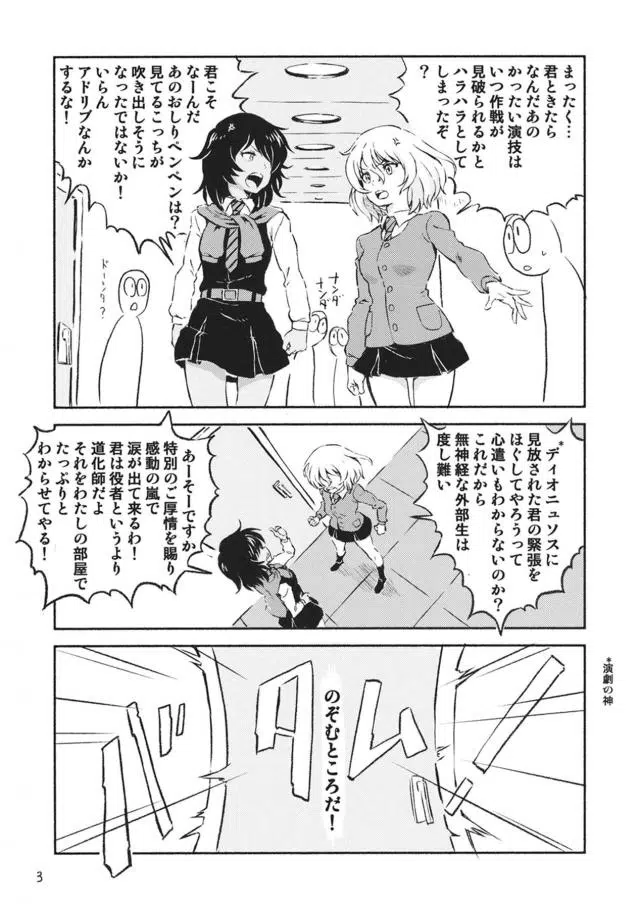 まったく…
君ときたら
なんだあの
かったい演技は
いつ作戦が
見破られるかと
ハラハラとして
しまったぞ
?
君こそ
なーんだ
あのおしりペンペンは?
見てるこっちが
吹き出しそうに
なったではないか!
いらん
アドリブなんか
するな!
ナンダ
ナンダ
ドーシタ?
*ディオニュソスに
見放された君の緊張を
ほぐしてやろうって
心遣いもわからないのか?
これだから
無神経な外部生は
度し難い
あーそーですか
特別のご厚情を賜り
感動の嵐で
涙が出て来るわ!
君は役者というより
道化師だよ
それをわたしの部屋で
たっぷりと
わからせてやる!
*演劇の神
のぞむところだ!
バタム!
3